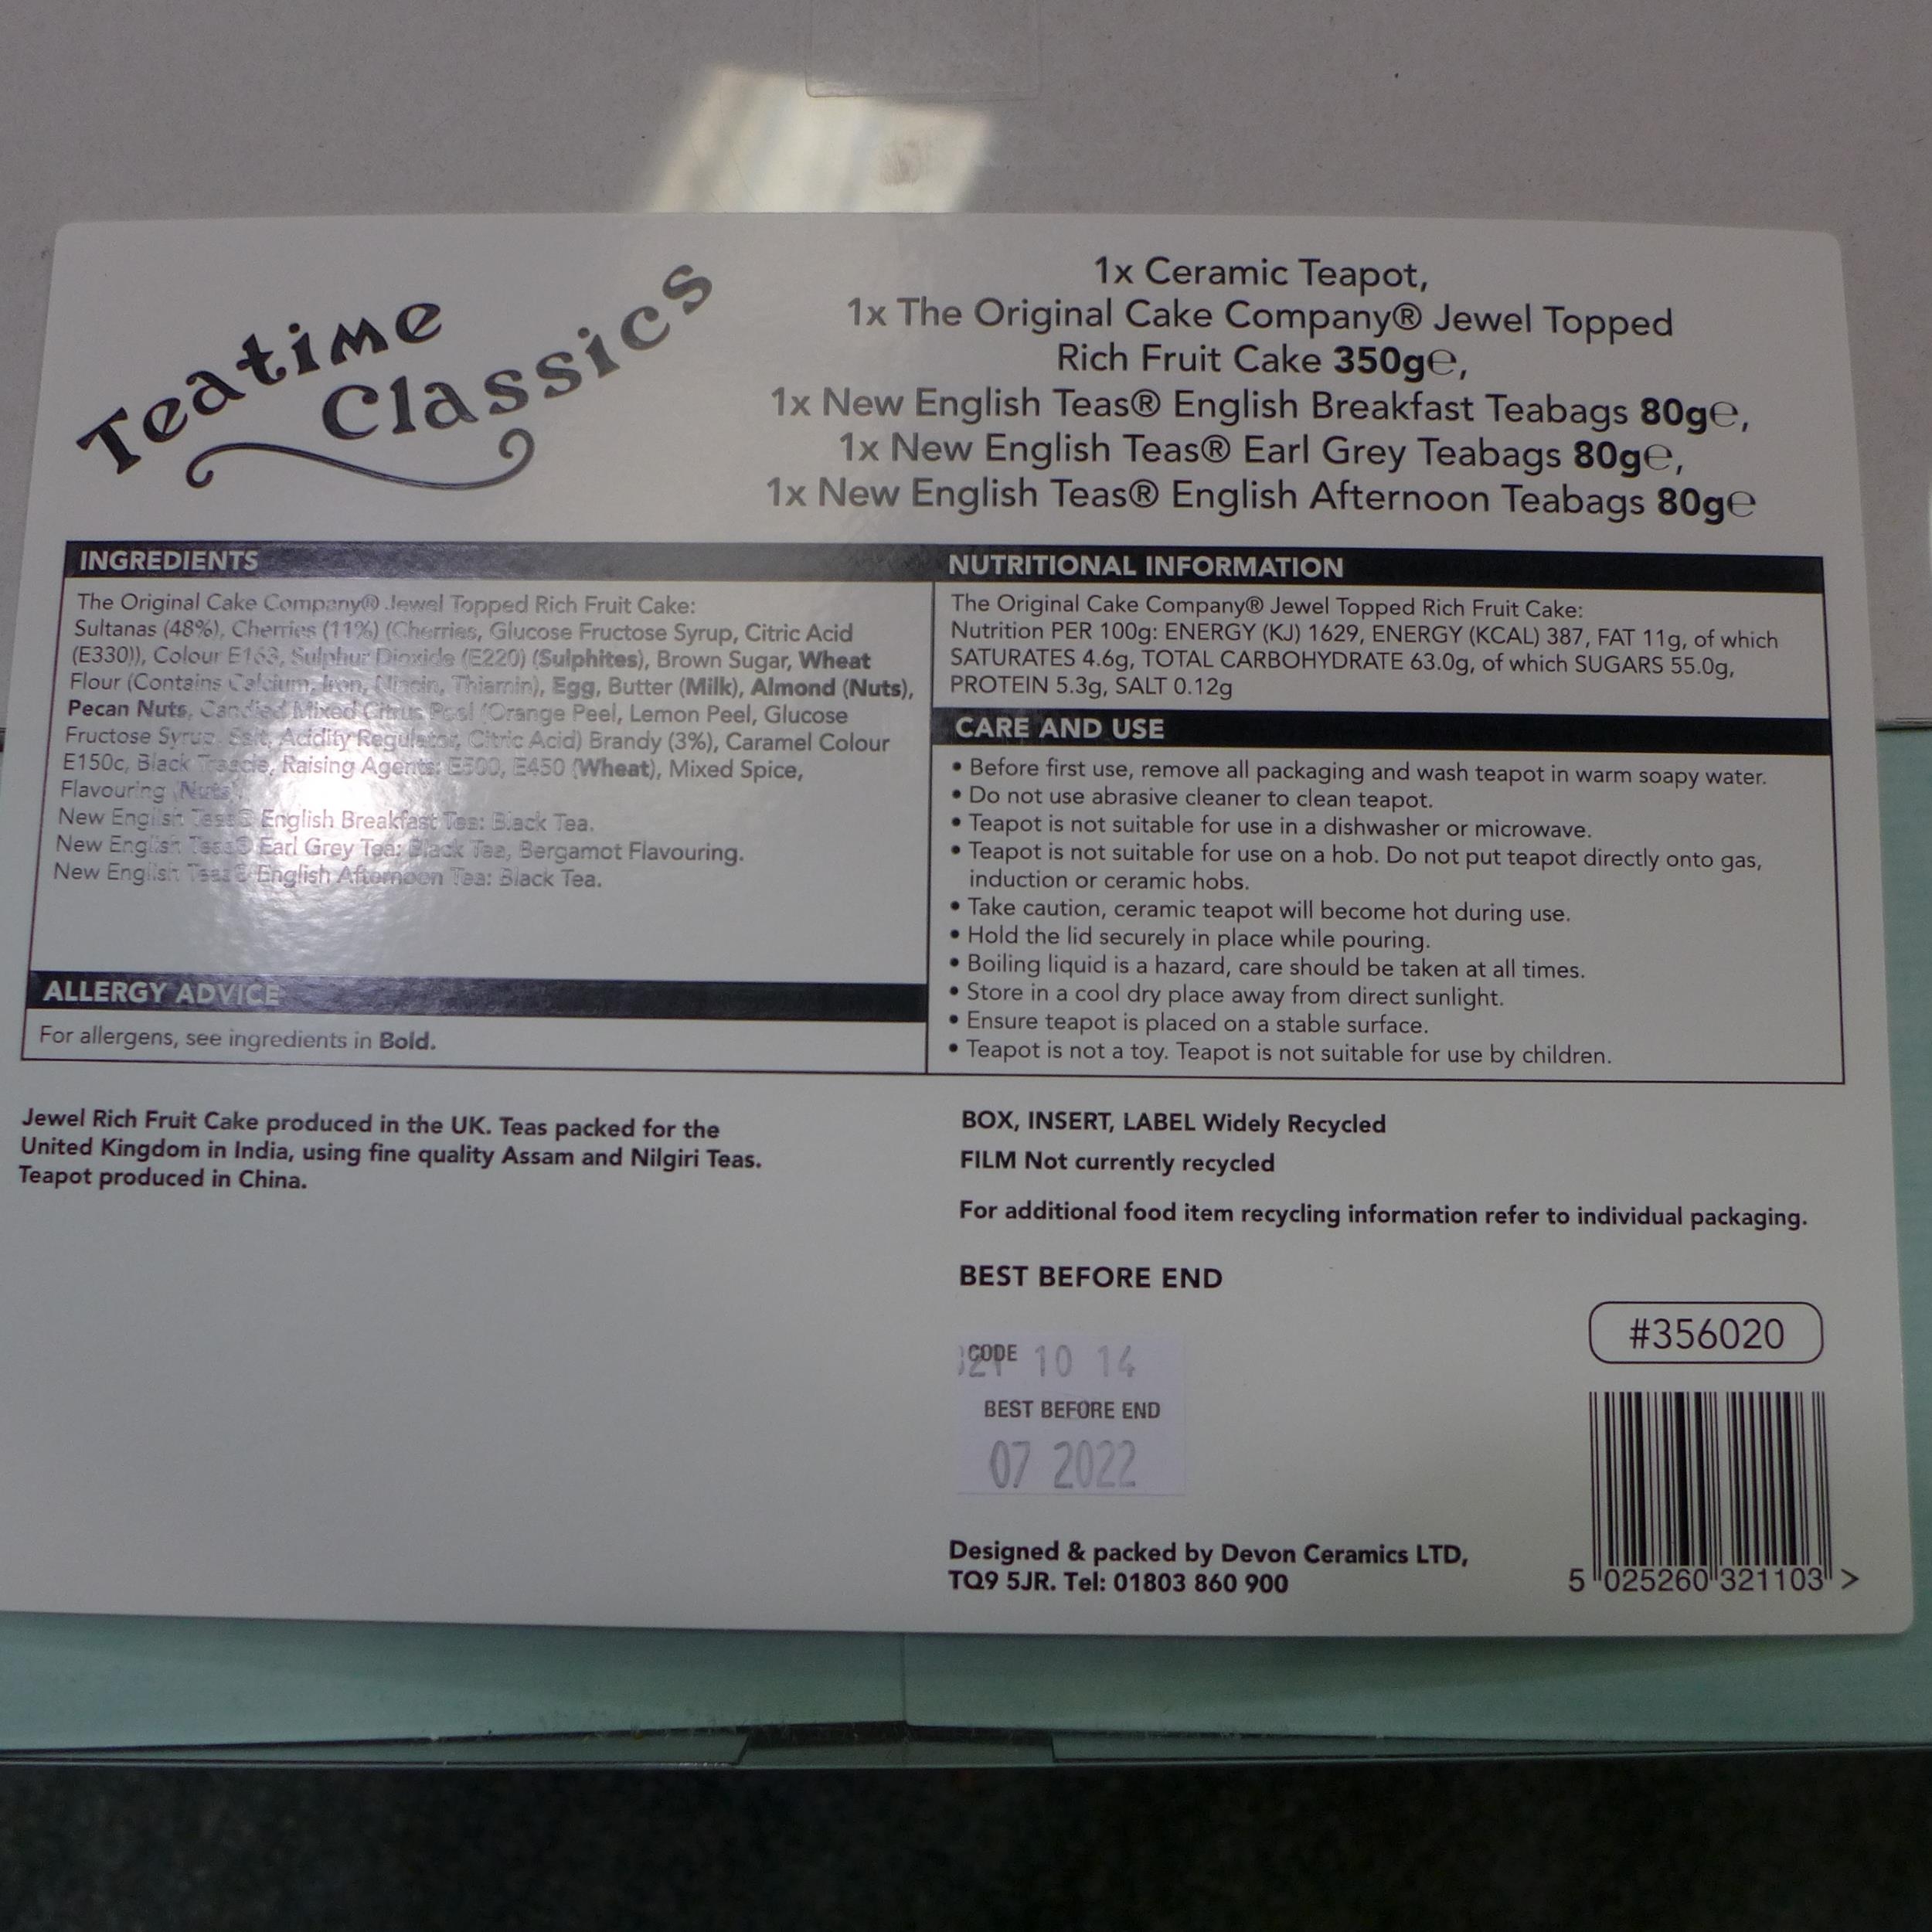 Teatime
Classics
1x Ceramic Teapot,
1x The Original Cake Company® Jewel Topped
Rich Fruit Cake 350g℮,
1x New English Teas® English Breakfast Teabags 80g℮,
1x New English Teas® Earl Grey Teabags 80g℮,
1x New English Teas® English Afternoon Teabags 80g℮
INGREDIENTS
The Original Cake Company® Jewel Topped Rich Fruit Cake:
Sultanas (48%), Cherries (11%) (Cherries, Glucose Fructose Syrup, Citric Acid
(E330)), Colour E163, Sulphur Dioxide (E220) (Sulphites), Brown Sugar, Wheat
Flour (Contains Calcium, Iron, Niacin, Thiamin), Egg, Butter (Milk), Almond (Nuts),
Pecan Nuts, Candied Mixed Citrus Peel (Orange Peel, Lemon Peel, Glucose
Fructose Syrup, Salt, Acidity Regulator, Citric Acid) Brandy (3%), Caramel Colour
E150c, Black Treacle, Raising Agents: E500, E450 (Wheat), Mixed Spice,
Flavouring (Nuts).
New English Teas® English Breakfast Tea: Black Tea.
New English Teas® Earl Grey Tea: Black Tea, Bergamot Flavouring.
New English Teas® English Afternoon Tea: Black Tea.
ALLERGY ADVICE
For allergens, see ingredients in Bold.
NUTRITIONAL INFORMATION
The Original Cake Company® Jewel Topped Rich Fruit Cake:
Nutrition PER 100g: ENERGY (KJ) 1629, ENERGY (KCAL) 387, FAT 11g, of which
SATURATES 4.6g, TOTAL CARBOHYDRATE 63.0g, of which SUGARS 55.0g,
PROTEIN 5.3g, SALT 0.12g
CARE AND USE
• Before first use, remove all packaging and wash teapot in warm soapy water.
• Do not use abrasive cleaner to clean teapot.
• Teapot is not suitable for use in a dishwasher or microwave.
• Teapot is not suitable for use on a hob. Do not put teapot directly onto gas,
induction or ceramic hobs.
• Take caution, ceramic teapot will become hot during use.
• Hold the lid securely in place while pouring.
• Boiling liquid is a hazard, care should be taken at all times.
• Store in a cool dry place away from direct sunlight.
• Ensure teapot is placed on a stable surface.
• Teapot is not a toy. Teapot is not suitable for use by children.
Jewel Rich Fruit Cake produced in the UK. Teas packed for the
United Kingdom in India, using fine quality Assam and Nilgiri Teas.
Teapot produced in China.
BOX, INSERT, LABEL Widely Recycled
FILM Not currently recycled
For additional food item recycling information refer to individual packaging.
BEST BEFORE END
CODE
10 14
BEST BEFORE END
07 2022
#356020
Designed & packed by Devon Ceramics LTD,
TQ9 5JR. Tel: 01803 860 900
5 025260 321103 >